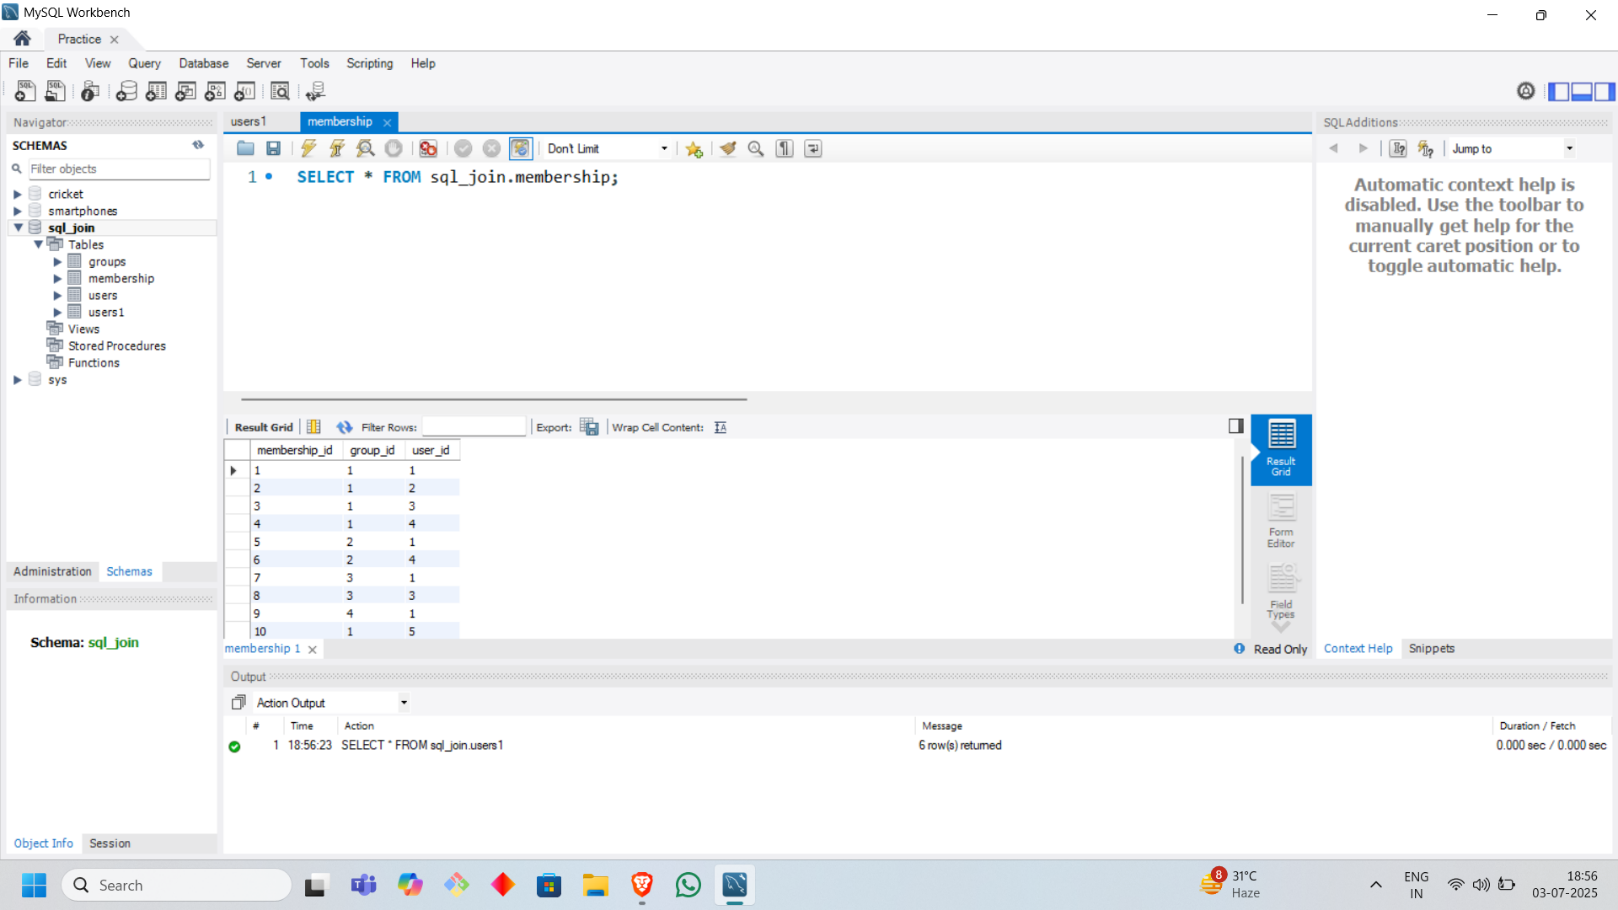 MySQL Workbench
Practice
File Edit View Query Database Server Tools Scripting Help
Navigator
SCHEMAS
Filter objects
cricket
smartphones
sql_join
Tables
groups
membership
users
users1
Views
Stored Procedures
Functions
sys
Administration Schemas
Information
Schema: sql_join
Object Info Session
users1 membership
Don't Limit
1 SELECT * FROM sql_join.membership;
Result Grid Filter Rows: Export: Wrap Cell Content:
membership_id group_id user_id
1 1 1
2 1 2
3 1 3
4 1 4
5 2 1
6 2 4
7 3 1
8 3 3
9 4 1
10 1 5
Result
Grid
Form
Editor
Field
Types
membership 1
Read Only
SQLAdditions
Jump to
Automatic context help is
disabled. Use the toolbar to
manually get help for the
current caret position or to
toggle automatic help.
Context Help Snippets
Output
Action Output
# Time Action Message Duration / Fetch
1 18:56:23 SELECT * FROM sql_join.users1 6 row(s) returned 0.000 sec / 0.000 sec
Search
8
31°C
Haze
ENG
IN
18:56
03-07-2025